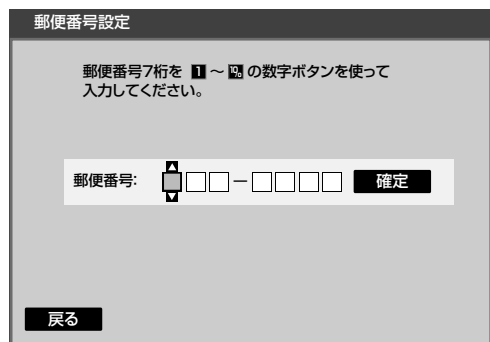 郵便番号設定
郵便番号7桁を 1 ~ 10 の数字ボタンを使って
入力してください。
郵便番号: － 確定
戻る